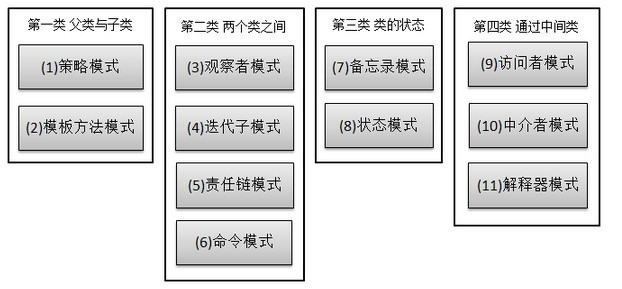 第一类 父类与子类
(1)策略模式
(2)模板方法模式
第二类 两个类之间
(3)观察者模式
(4)迭代子模式
(5)责任链模式
(6)命令模式
第三类 类的状态
(7)备忘录模式
(8)状态模式
第四类 通过中间类
(9)访问者模式
(10)中介者模式
(11)解释器模式